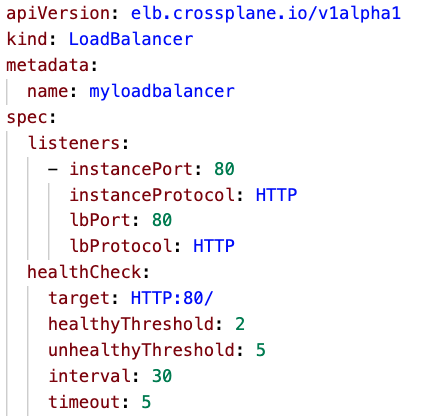 apiVersion: elb.crossplane.io/v1alpha1
kind: LoadBalancer
metadata:
  name: myloadbalancer
spec:
  listeners:
    - instancePort: 80
      instanceProtocol: HTTP
      lbPort: 80
      lbProtocol: HTTP
  healthCheck:
    target: HTTP:80/
    healthyThreshold: 2
    unhealthyThreshold: 5
    interval: 30
    timeout: 5